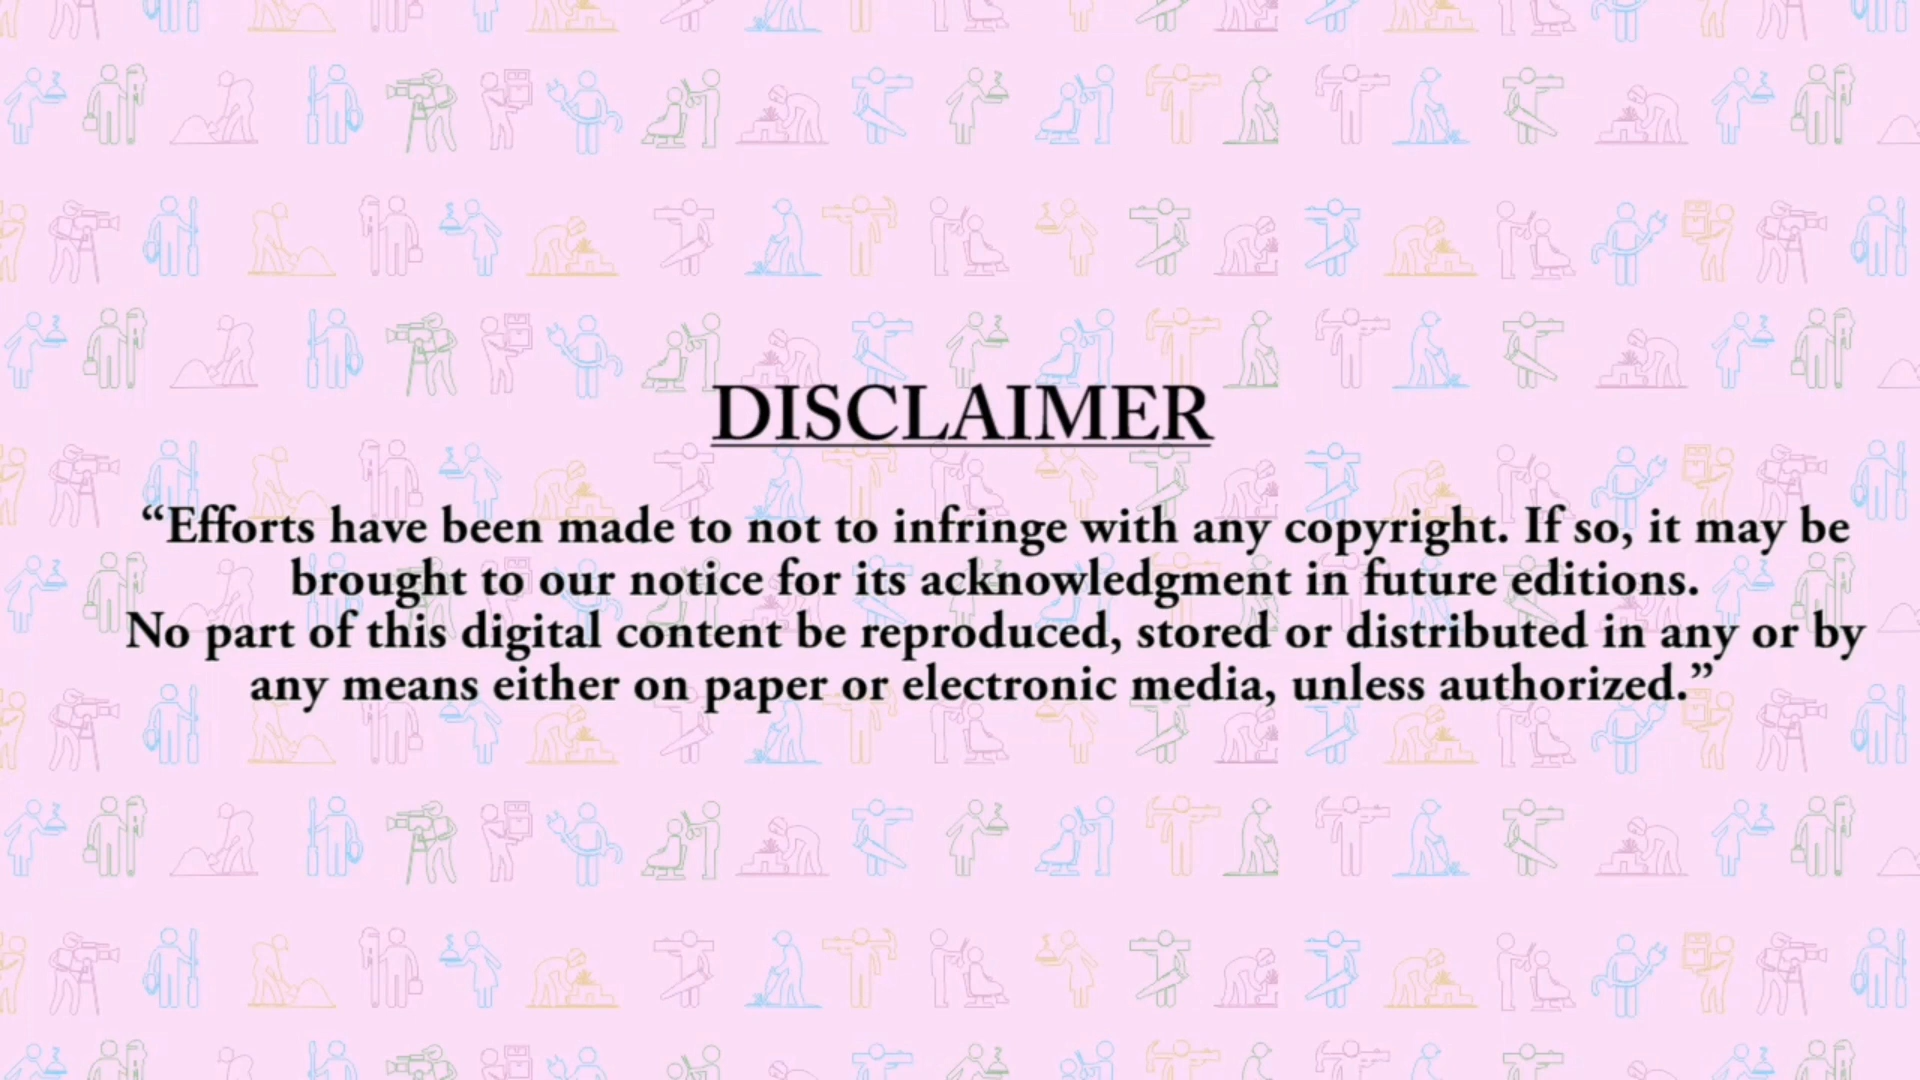 DISCLAIMER
“Efforts have been made to not to infringe with any copyright. If so, it may be
brought to our notice for its acknowledgment in future editions.
No part of this digital content be reproduced, stored or distributed in any or by
any means either on paper or electronic media, unless authorized.”